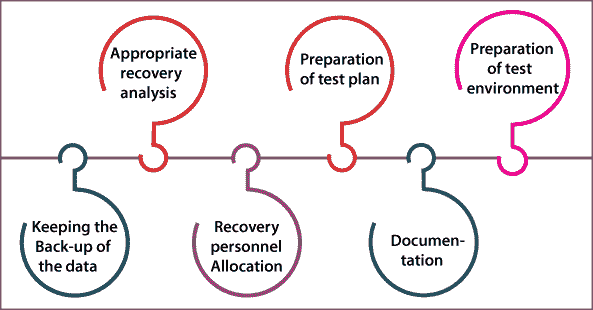 Appropriate
recovery
analysis
Preparation
of test plan
Preparation
of test
environment
Keeping the
Back-up of
the data
Recovery
personnel
Allocation
Documen-
tation